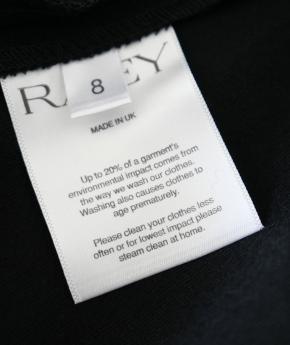 8
MADE IN UK
Up to 20% of a garment's
environmental impact comes from
the way we wash our clothes.
Washing also causes clothes to
age prematurely.
Please clean your clothes less
often or for lowest impact please
steam clean at home.